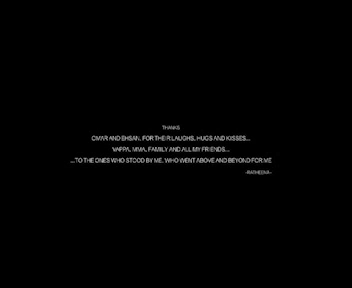 THANKS
OMAR AND EHSAN, FOR THEIR LAUGHS, HUGS AND KISSES...
VAPPA, MMA, FAMILY AND ALL MY FRIENDS...
...TO THE ONES WHO STOOD BY ME, WHO WENT ABOVE AND BEYOND FOR ME
-RATHEENA-